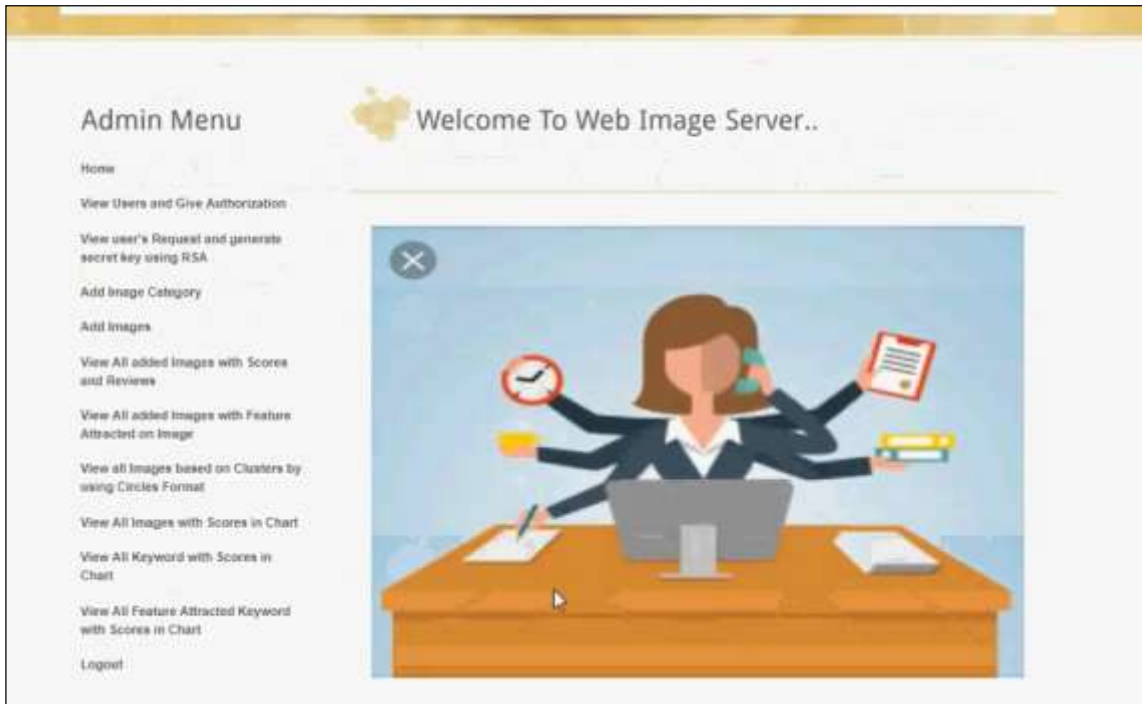 Admin Menu
Welcome To Web Image Server..
Home
View Users and Give Authorization
View user's Request and generate
secret key using RSA
Add Image Category
Add Images
View All added Images with Scores
and Reviews
View All added Images with Feature
Attracted on Image
View all Images based on Clusters by
using Circles Format
View All Images with Scores in Chart
View All Keyword with Scores in
Chart
View All Feature Attracted Keyword
with Scores in Chart
Logout